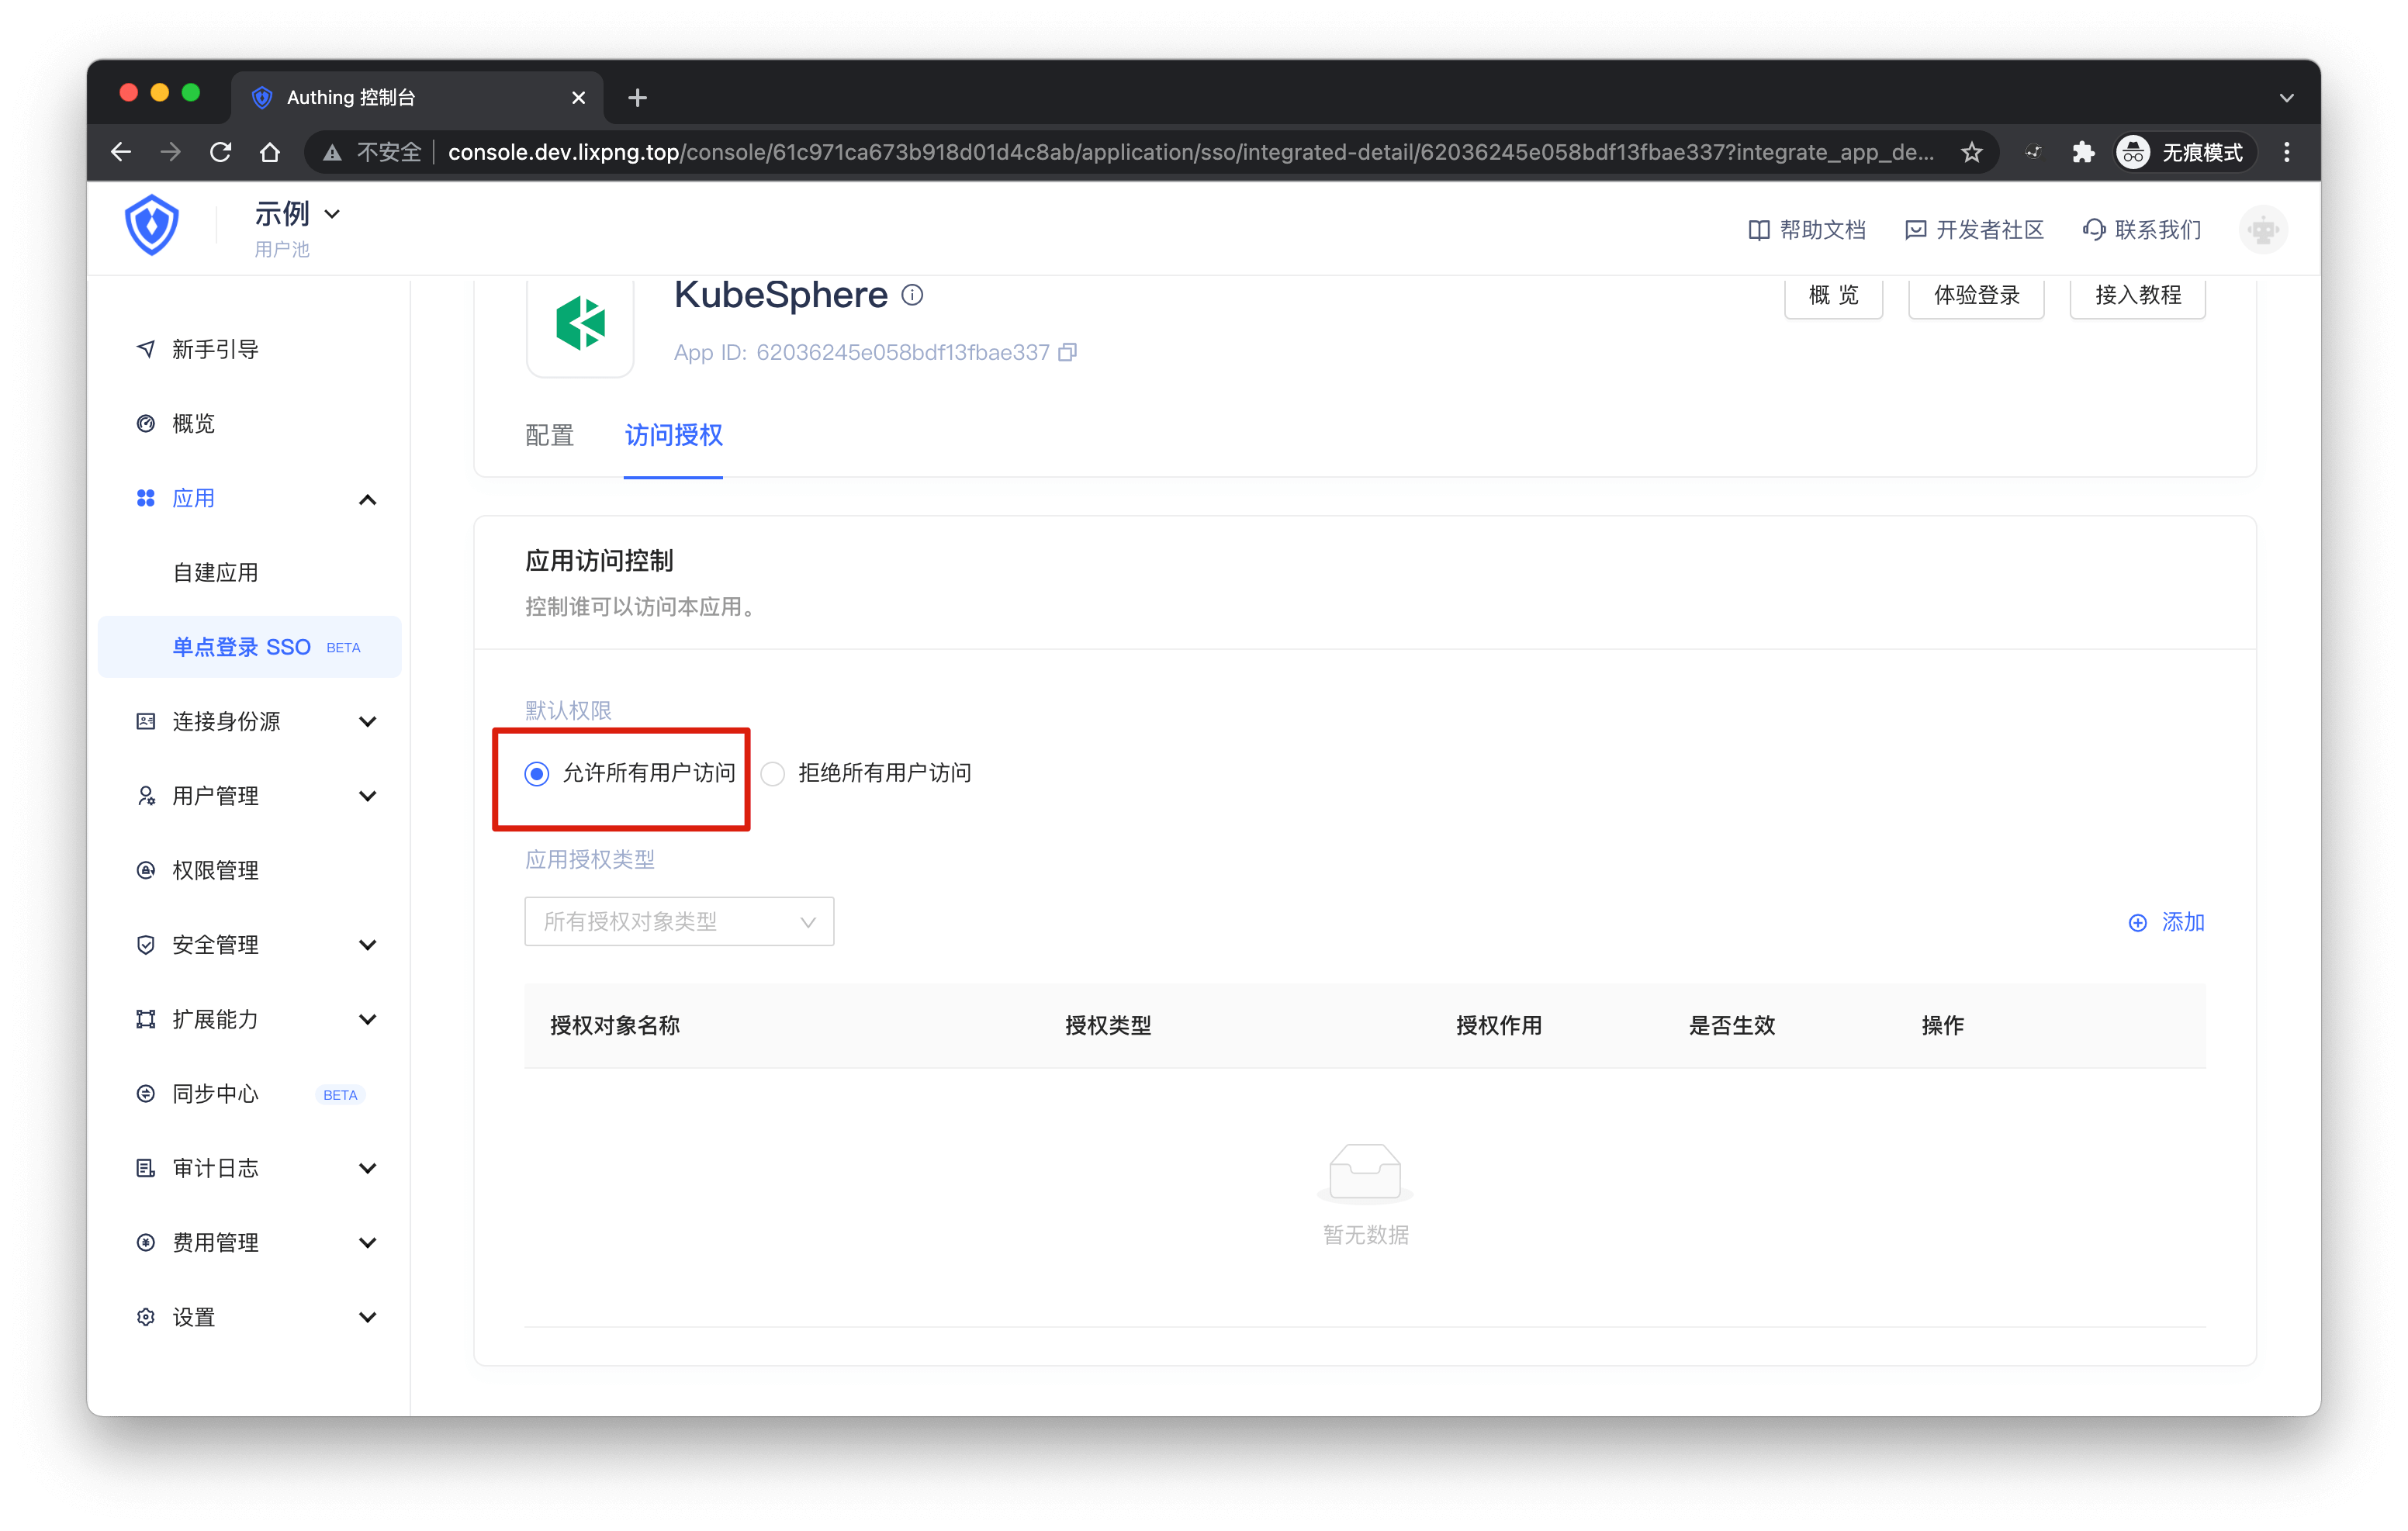 Authing 控制台
不安全 console.dev.lixpng.top/console/61c971ca673b918d01d4c8ab/application/sso/integrated-detail/62036245e058bdf13fbae337?integrate_app_de... 无痕模式
示例
用户池
帮助文档 开发者社区 联系我们
新手引导
概览
应用
自建应用
单点登录 SSO BETA
连接身份源
用户管理
权限管理
安全管理
扩展能力
同步中心 BETA
审计日志
费用管理
设置
KubeSphere
概 览 体验登录 接入教程
App ID: 62036245e058bdf13fbae337
配置 访问授权
应用访问控制
控制谁可以访问本应用。
默认权限
允许所有用户访问 拒绝所有用户访问
应用授权类型
所有授权对象类型
添加
授权对象名称 授权类型 授权作用 是否生效 操作
暂无数据